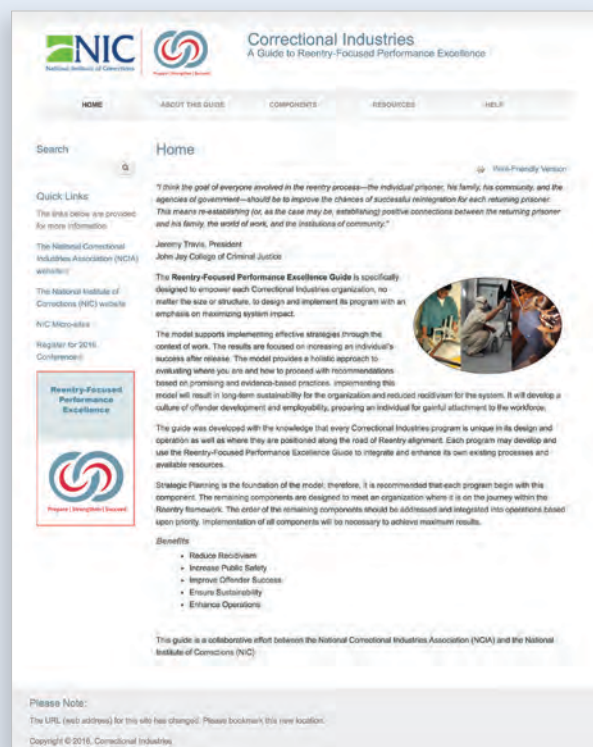 NIC
National Institute of Corrections
Prepare | Strengthen | Succeed
Correctional Industries
A Guide to Reentry-Focused Performance Excellence
HOME
ABOUT THIS GUIDE
COMPONENTS
RESOURCES
HELP
Search
Quick Links
The links below are provided
for more information.
The National Correctional
Industries Association (NCIA)
website
The National Institute of
Corrections (NIC) website
NIC Micro-sites
Register for 2016
Conference
Reentry-Focused
Performance
Excellence
Prepare | Strengthen | Succeed
Home
Print-Friendly Version
"I think the goal of everyone involved in the reentry process—the individual prisoner, his family, his community, and the
agencies of government—should be to improve the chances of successful reintegration for each returning prisoner.
This means re-establishing (or, as the case may be, establishing) positive connections between the returning prisoner
and his family, the world of work, and the institutions of community."
Jeremy Travis, President
John Jay College of Criminal Justice
The Reentry-Focused Performance Excellence Guide is specifically
designed to empower each Correctional Industries organization, no
matter the size or structure, to design and implement its program with an
emphasis on maximizing system impact.
The model supports implementing effective strategies through the
context of work. The results are focused on increasing an individual's
success after release. The model provides a holistic approach to
evaluating where you are and how to proceed with recommendations
based on promising and evidence-based practices. Implementing this
model will result in long-term sustainability for the organization and reduced recidivism for the system. It will develop a
culture of offender development and employability, preparing an individual for gainful attachment to the workforce.
The guide was developed with the knowledge that every Correctional Industries program is unique in its design and
operation as well as where they are positioned along the road of Reentry alignment. Each program may develop and
use the Reentry-Focused Performance Excellence Guide to integrate and enhance its own existing processes and
available resources.
Strategic Planning is the foundation of the model; therefore, it is recommended that each program begin with this
component. The remaining components are designed to meet an organization where it is on the journey within the
Reentry framework. The order of the remaining components should be addressed and integrated into operations based
upon priority. Implementation of all components will be necessary to achieve maximum results.
Benefits
• Reduce Recidivism
• Increase Public Safety
• Improve Offender Success
• Ensure Sustainability
• Enhance Operations
This guide is a collaborative effort between the National Correctional Industries Association (NCIA) and the National
Institute of Corrections (NIC)
Please Note:
The URL (web address) for this site has changed. Please bookmark this new location.
Copyright © 2016, Correctional Industries